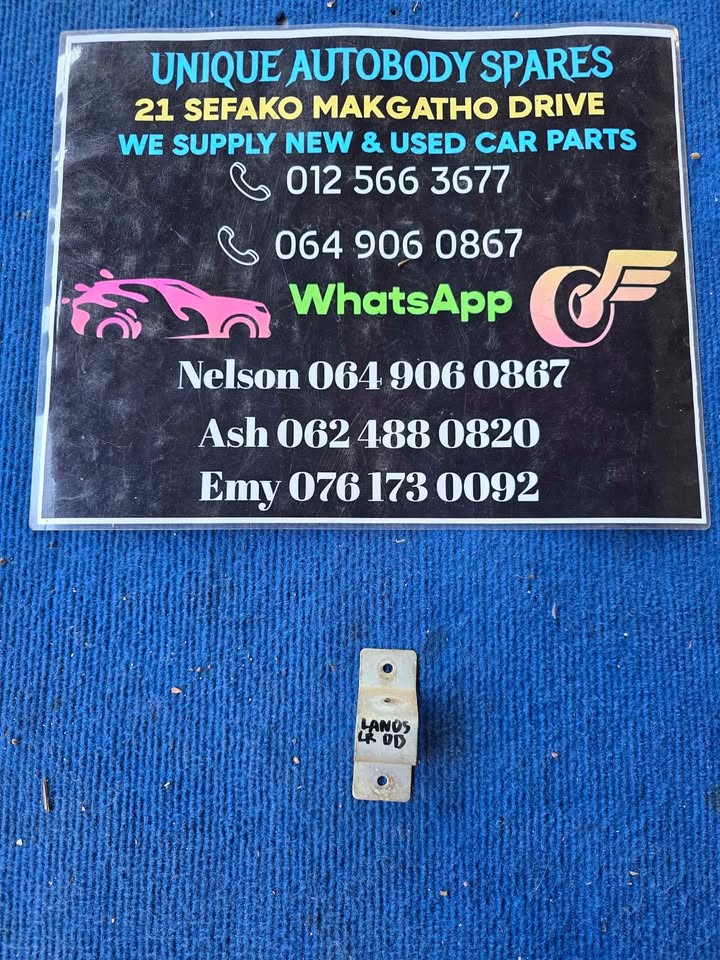 UNIQUE AUTOBODY SPARES
21 SEFAKO MAKGATHO DRIVE
WE SUPPLY NEW & USED CAR PARTS
012 566 3677
064 906 0867
WhatsApp
Nelson 064 906 0867
Ash 062 488 0820
Emy 076 173 0092
LANOS
LR OD